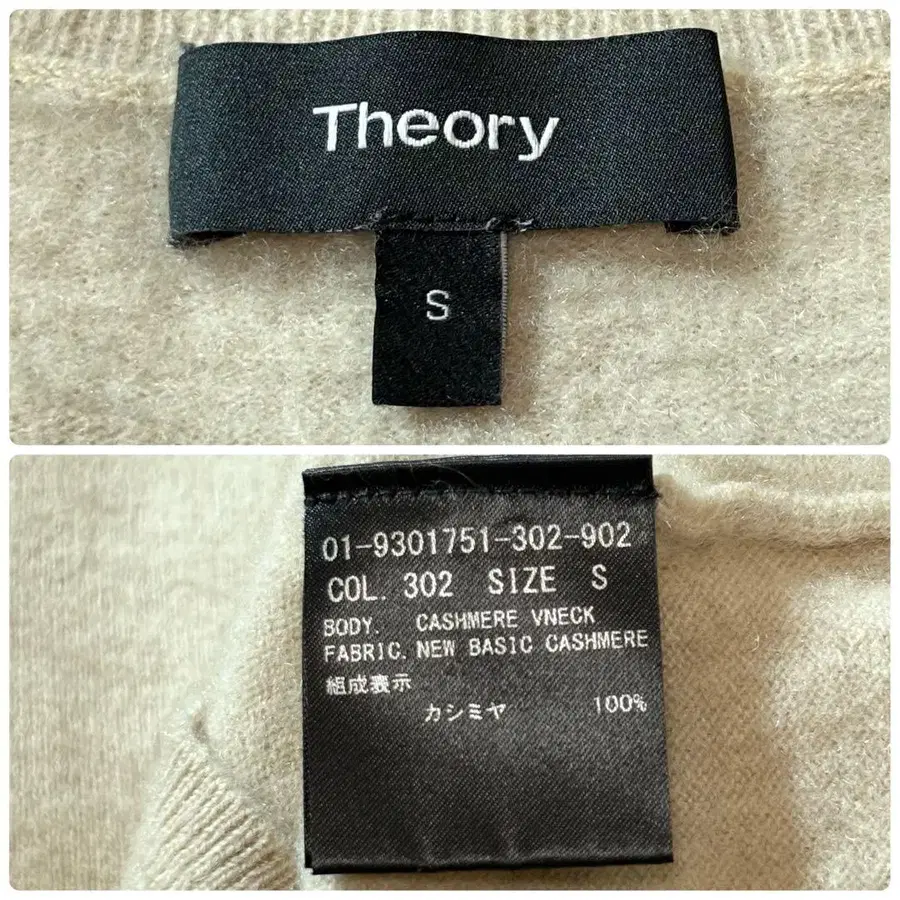 Theory
S
01-9301751-302-902
COL. 302 SIZE S
BODY. CASHMERE VNECK
FABRIC. NEW BASIC CASHMERE
組成表示
カシミヤ 100%